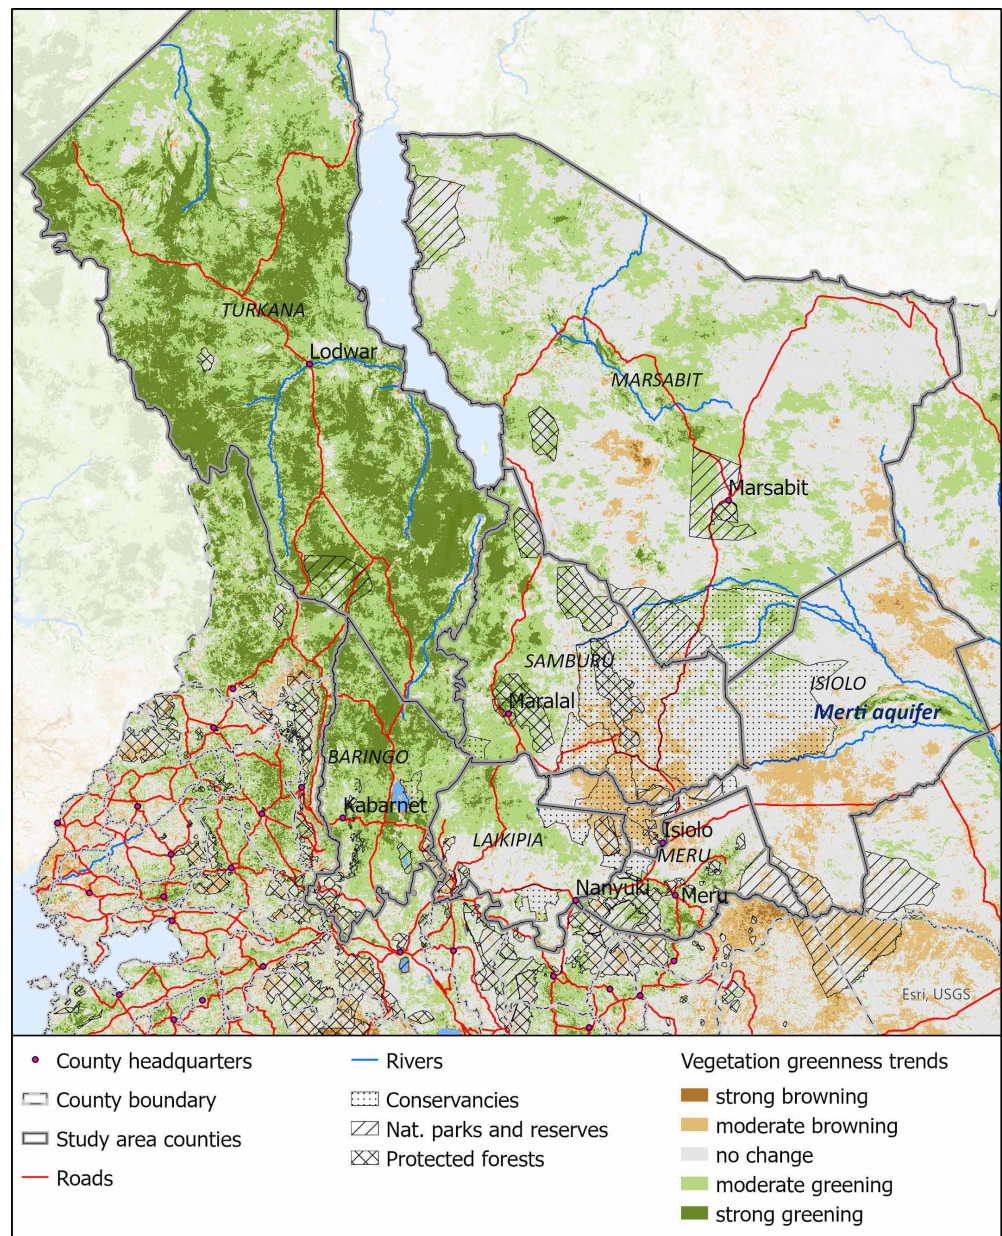 TURKANA
Lodwar
MARSABIT
Marsabit
SAMBURU
ISIOLO
Maralal
Merti aquifer
BARINGO
Kabarnet
LAIKIPIA
Isiolo
MERU
Nanyuki
Meru
Esri, USGS
County headquarters
County boundary
Study area counties
Roads
Rivers
Conservancies
Nat. parks and reserves
Protected forests
Vegetation greenness trends
strong browning
moderate browning
no change
moderate greening
strong greening